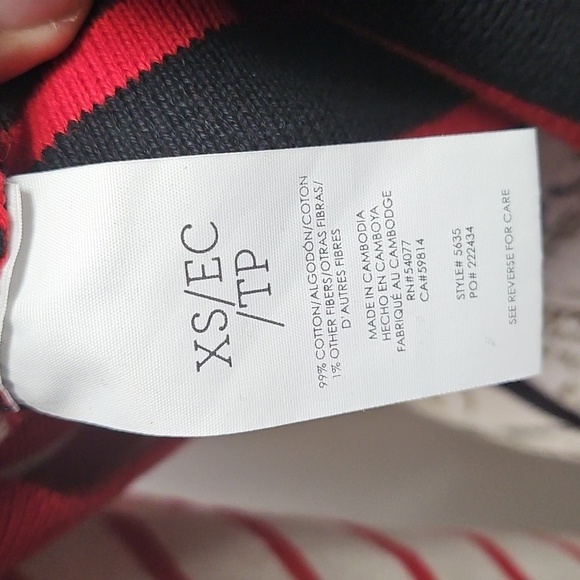 XS/EC
/TP
99% COTTON/ALGODÓN/COTON
1% OTHER FIBERS/OTRAS FIBRAS/
D'AUTRES FIBRES
MADE IN CAMBODIA
HECHO EN CAMBOYA
FABRIQUÉ AU CAMBODGE
RN#54077
CA#59814
STYLE# 5635
PO# 222434
SEE REVERSE FOR CARE